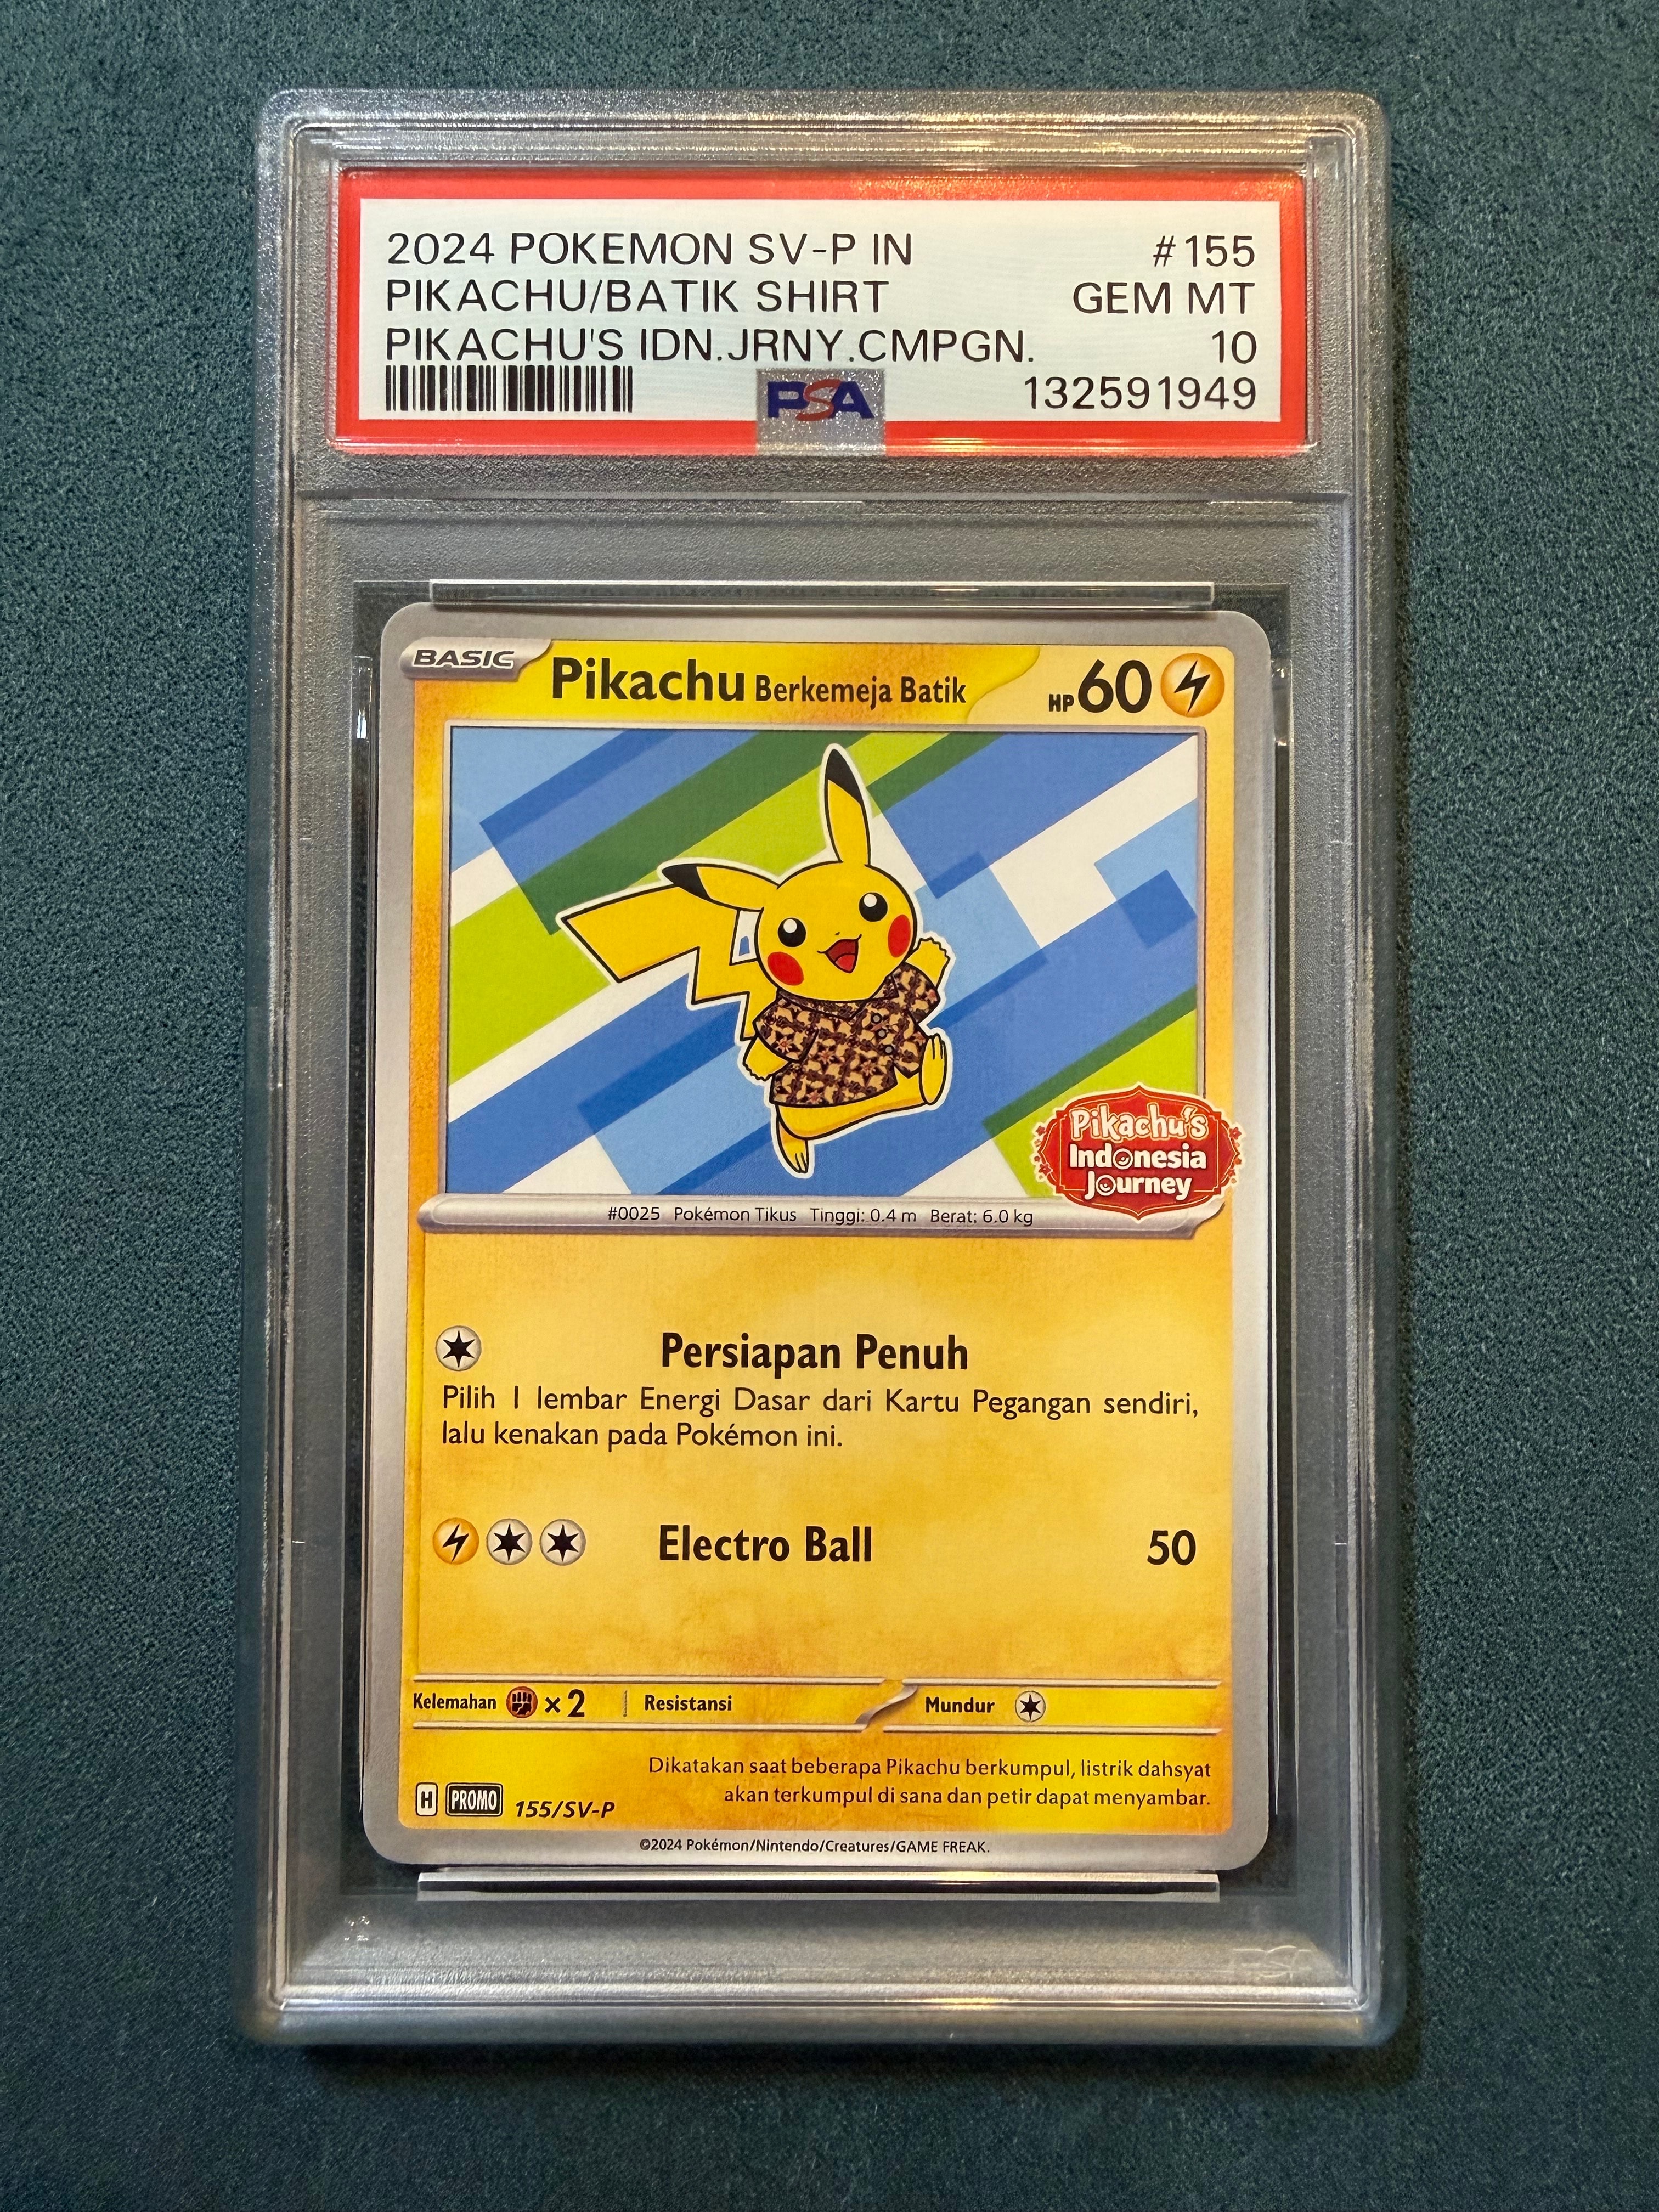 2024 POKEMON SV-P IN #155
PIKACHU/BATIK SHIRT GEM MT
PIKACHU'S IDN.JRNY.CMPGN. 10
PSA 132591949
BASIC Pikachu Berkemeja Batik HP 60
Pikachu's
Indonesia
Journey
#0025 Pokémon Tikus Tinggi: 0.4 m Berat: 6.0 kg
Persiapan Penuh
Pilih 1 lembar Energi Dasar dari Kartu Pegangan sendiri,
lalu kenakan pada Pokémon ini.
Electro Ball 50
Kelemahan ×2 Resistansi Mundur
Dikatakan saat beberapa Pikachu berkumpul, listrik dahsyat
akan terkumpul di sana dan petir dapat menyambar.
H PROMO 155/SV-P
©2024 Pokémon/Nintendo/Creatures/GAME FREAK.
PSA